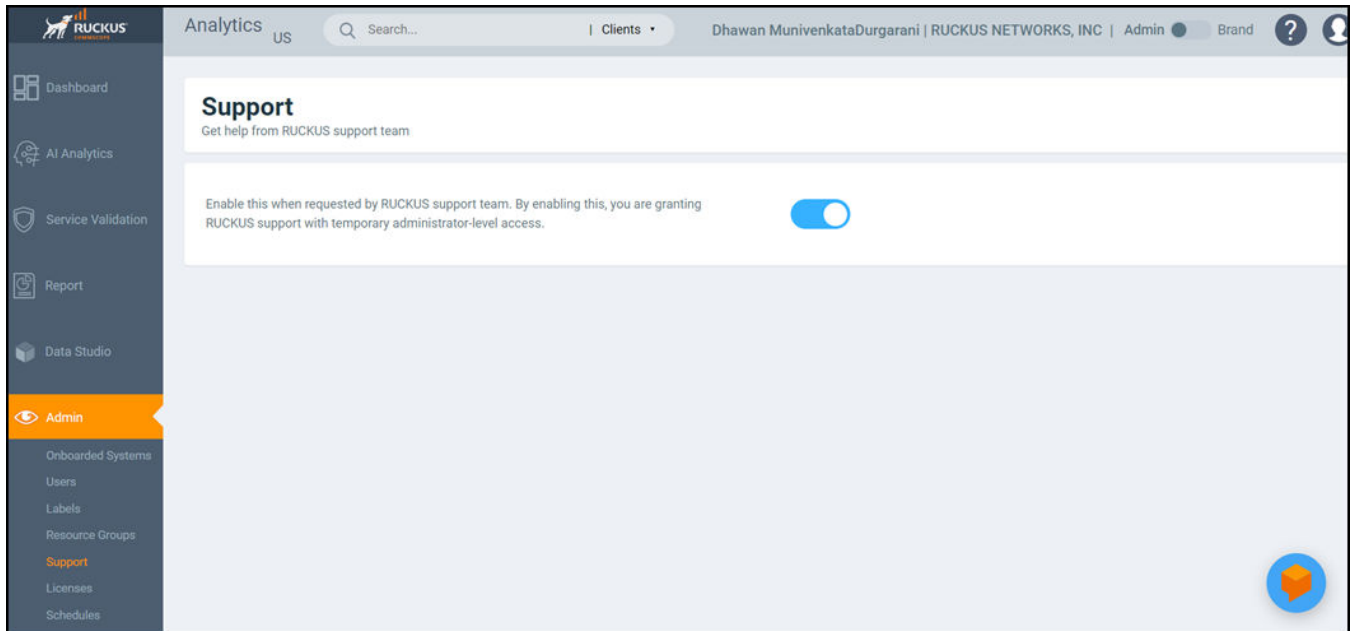 RUCKUS
COMMSCOPE
Analytics US
Search...
| Clients
Dhawan MunivenkataDurgarani | RUCKUS NETWORKS, INC | Admin Brand
?
Dashboard
AI Analytics
Service Validation
Report
Data Studio
Admin
Onboarded Systems
Users
Labels
Resource Groups
Support
Licenses
Schedules
Support
Get help from RUCKUS support team
Enable this when requested by RUCKUS support team. By enabling this, you are granting
RUCKUS support with temporary administrator-level access.